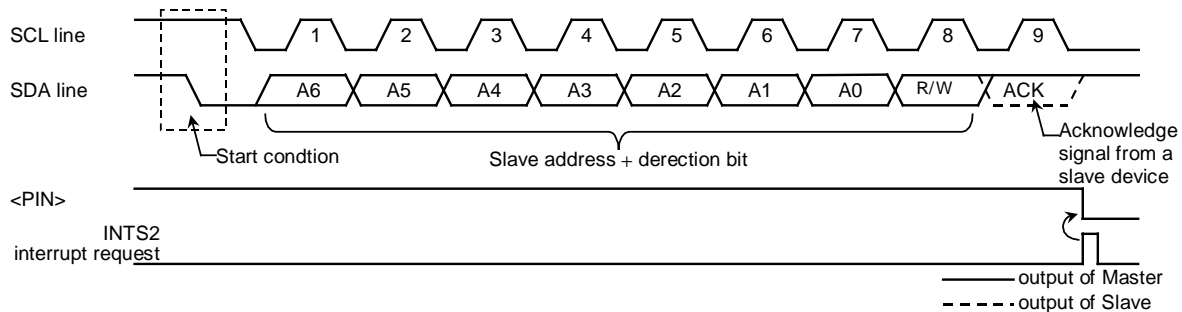 SCL line
1 2 3 4 5 6 7 8 9
SDA line
A6 A5 A4 A3 A2 A1 A0 R/W ACK
Start condtion
Slave address + derection bit
Acknowledge
signal from a
slave device
<PIN>
INTS2
interrupt request
output of Master
output of Slave